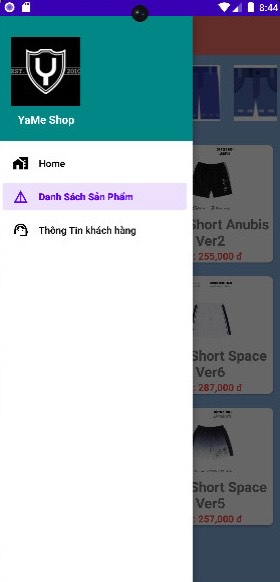 8:44
EST.
Y
2010
YaMe Shop
Home
Danh Sách Sản Phẩm
Thông Tin khách hàng
Short Anubis
Ver2
: 255,000 đ
Short Space
Ver6
: 287,000 đ
Short Space
Ver5
: 257,000 đ